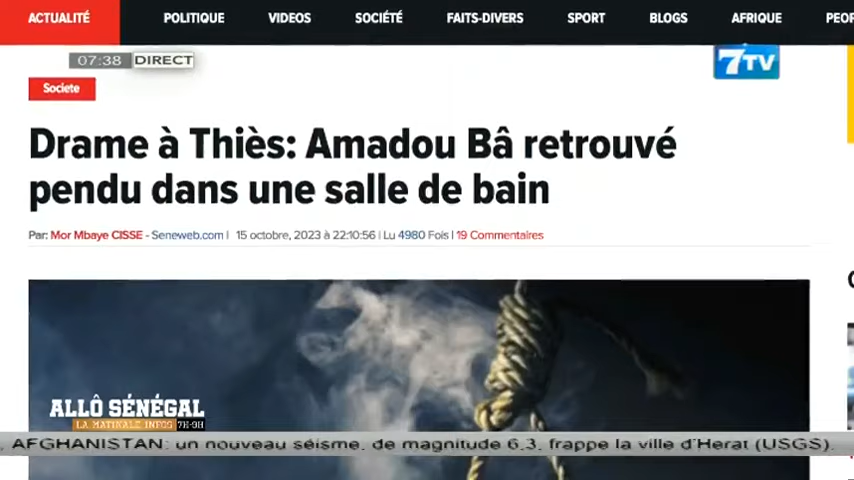 ACTUALITÉ POLITIQUE VIDEOS SOCIÉTÉ FAITS-DIVERS SPORT BLOGS AFRIQUE PEOP
07:38 DIRECT
7TV
Societe
Drame à Thiès: Amadou Bâ retrouvé
pendu dans une salle de bain
Par: Mor Mbaye CISSE - Seneweb.com | 15 octobre, 2023 à 22:10:56 | Lu 4980 Fois | 19 Commentaires
ALLÔ SÉNÉGAL
LA MATINALE INFOS 7H-9H
, AFGHANISTAN: un nouveau séisme, de magnitude 6,3, frappe la ville d'Herat (USGS).